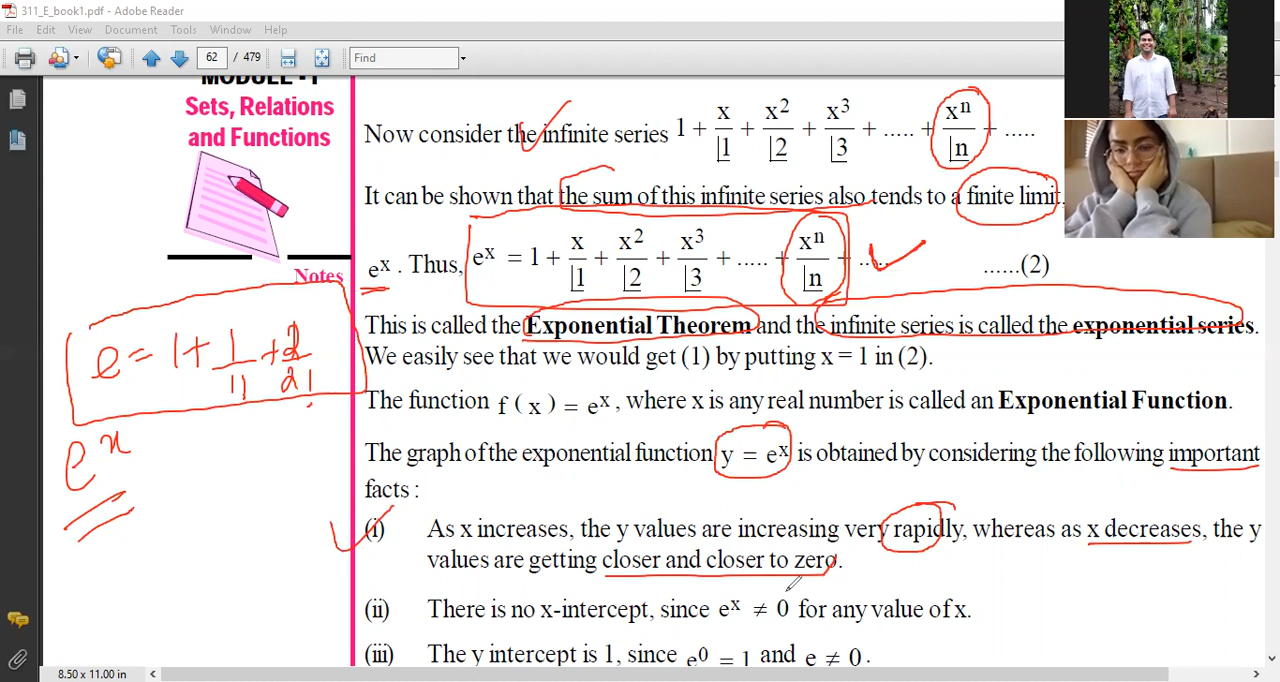 311_E_book1.pdf
File Edit View Document Tools Window Help
62 / 479 Find
MODULE - 1
Sets, Relations
and Functions
Notes
Now consider the infinite series 1 + x/⌊1 + x²/⌊2 + x³/⌊3 + ..... + xⁿ/⌊n + .....
It can be shown that the sum of this infinite series also tends to a finite limit
eˣ . Thus, eˣ = 1 + x/⌊1 + x²/⌊2 + x³/⌊3 + ..... + xⁿ/⌊n + ..... ......(2)
This is called the Exponential Theorem and the infinite series is called the exponential series.
We easily see that we would get (1) by putting x = 1 in (2).
The function f ( x ) = eˣ, where x is any real number is called an Exponential Function.
The graph of the exponential function y = eˣ is obtained by considering the following important
facts :
(i) As x increases, the y values are increasing very rapidly, whereas as x decreases, the y
values are getting closer and closer to zero.
(ii) There is no x-intercept, since eˣ ≠ 0 for any value of x.
(iii) The y intercept is 1, since e⁰ = 1 and e ≠ 0.
e = 1 + 1/1! + 2/2!
eˣ
8.50 x 11.00 in